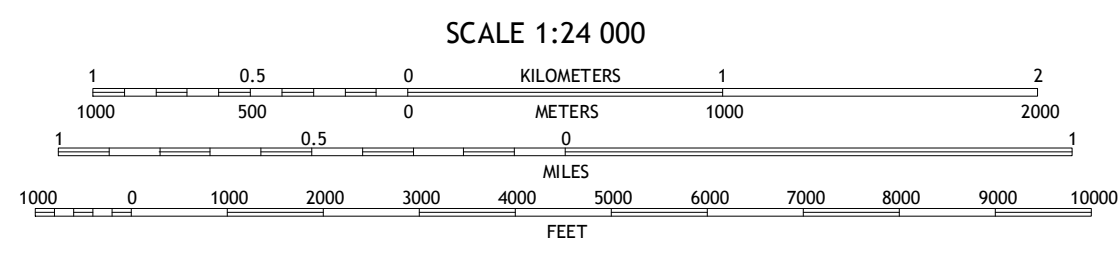 SCALE 1:24 000
1 0.5 0 KILOMETERS 1 2
1000 500 0 METERS 1000 2000
1 0.5 0 1
MILES
1000 0 1000 2000 3000 4000 5000 6000 7000 8000 9000 10000
FEET